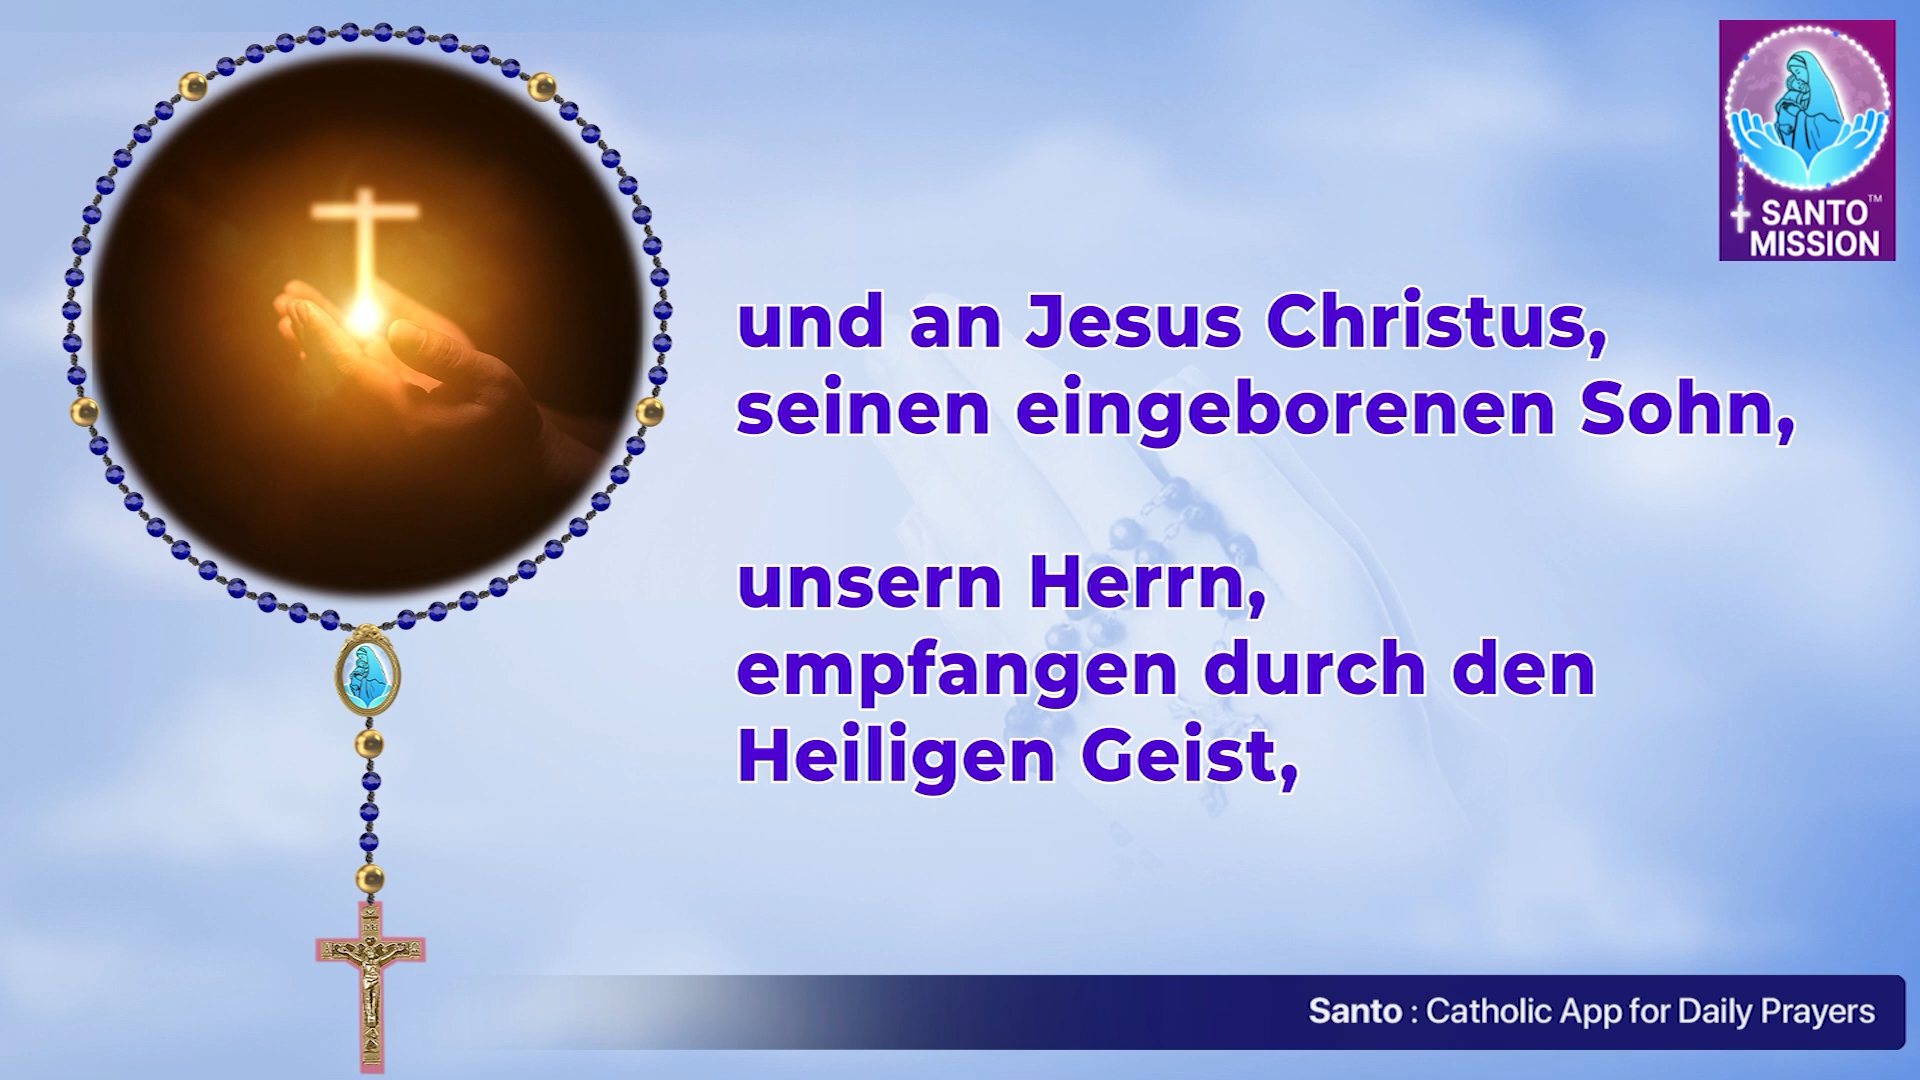 SANTO™
MISSION
und an Jesus Christus,
seinen eingeborenen Sohn,
unsern Herrn,
empfangen durch den
Heiligen Geist,
Santo : Catholic App for Daily Prayers